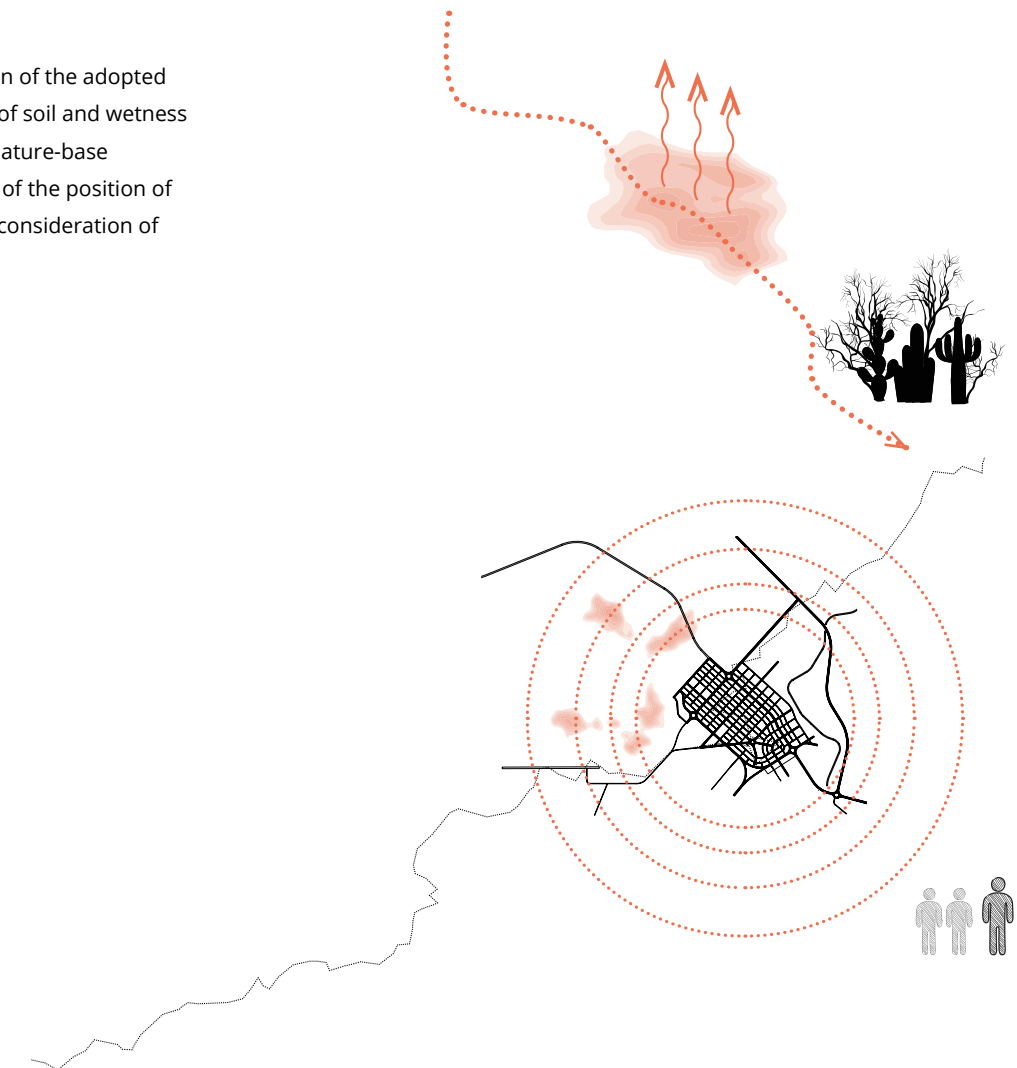 n of the adopted
of soil and wetness
ature-base
of the position of
consideration of